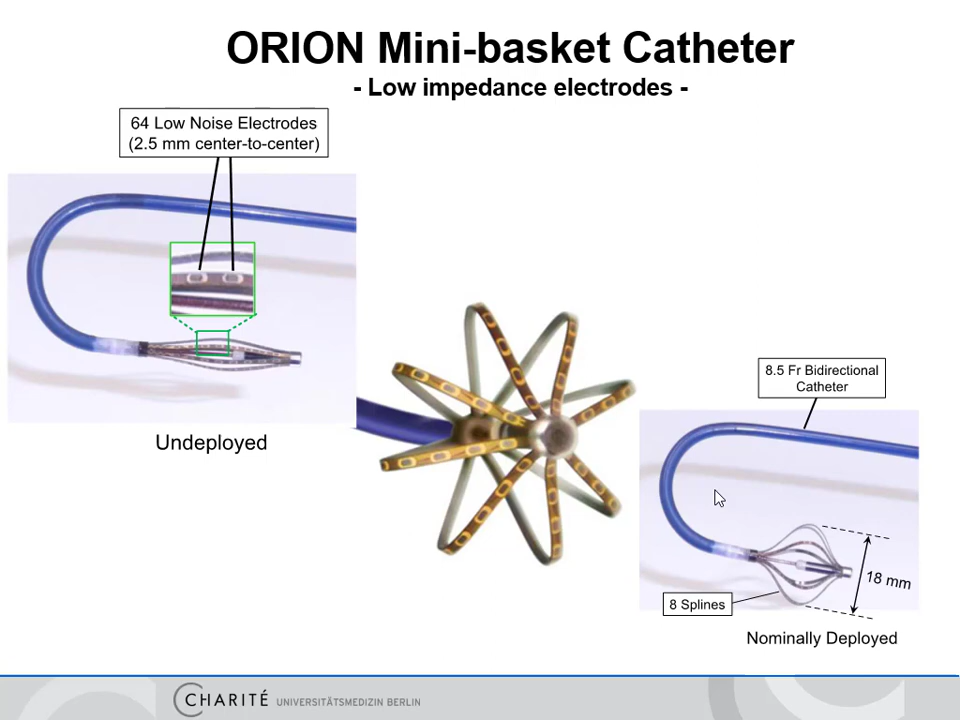 ORION Mini-basket Catheter
- Low impedance electrodes -
64 Low Noise Electrodes
(2.5 mm center-to-center)
Undeployed
8.5 Fr Bidirectional
Catheter
18 mm
8 Splines
Nominally Deployed
CHARITÉ UNIVERSITÄTSMEDIZIN BERLIN